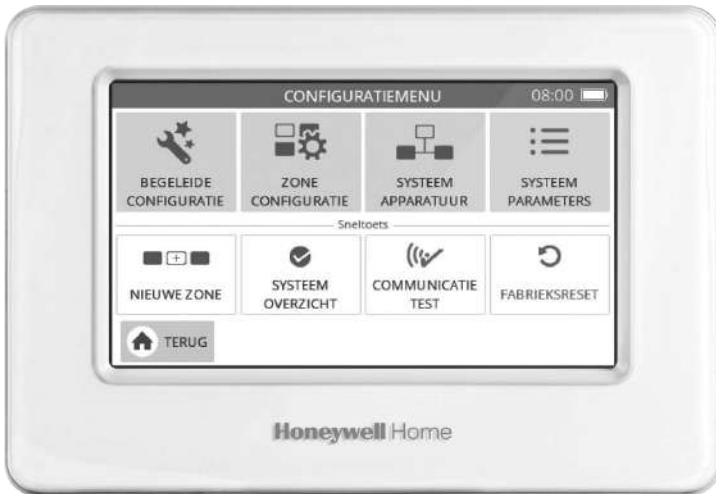 CONFIGURATIEMENU 08:00
BEGELEIDE
CONFIGURATIE
ZONE
CONFIGURATIE
SYSTEEM
APPARATUUR
SYSTEEM
PARAMETERS
Sneltoets
NIEUWE ZONE
SYSTEEM
OVERZICHT
COMMUNICATIE
TEST
FABRIEKSRESET
TERUG
Honeywell Home